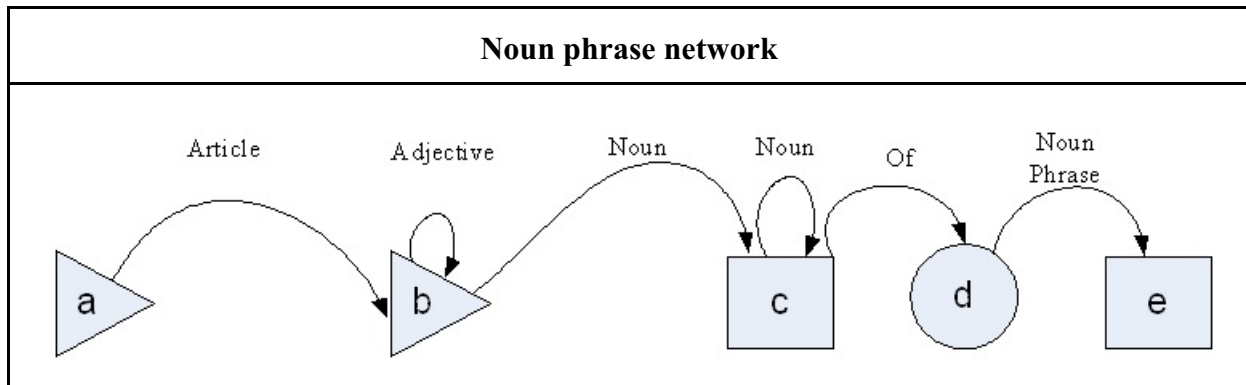 Noun phrase network
Article
Adjective
Noun
Noun
Of
Noun
Phrase
a
b
c
d
e